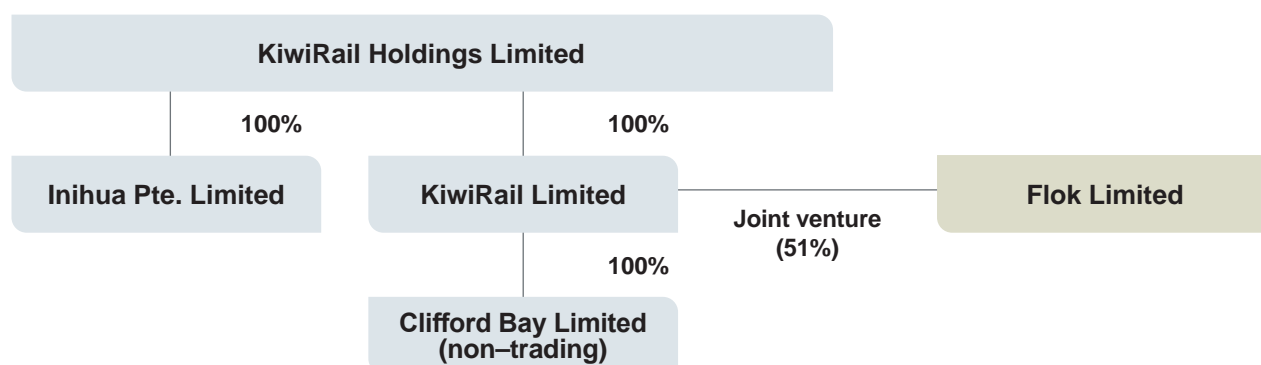 KiwiRail Holdings Limited
100%
100%
Inihua Pte. Limited
KiwiRail Limited
Flok Limited
Joint venture
(51%)
100%
Clifford Bay Limited
(non–trading)